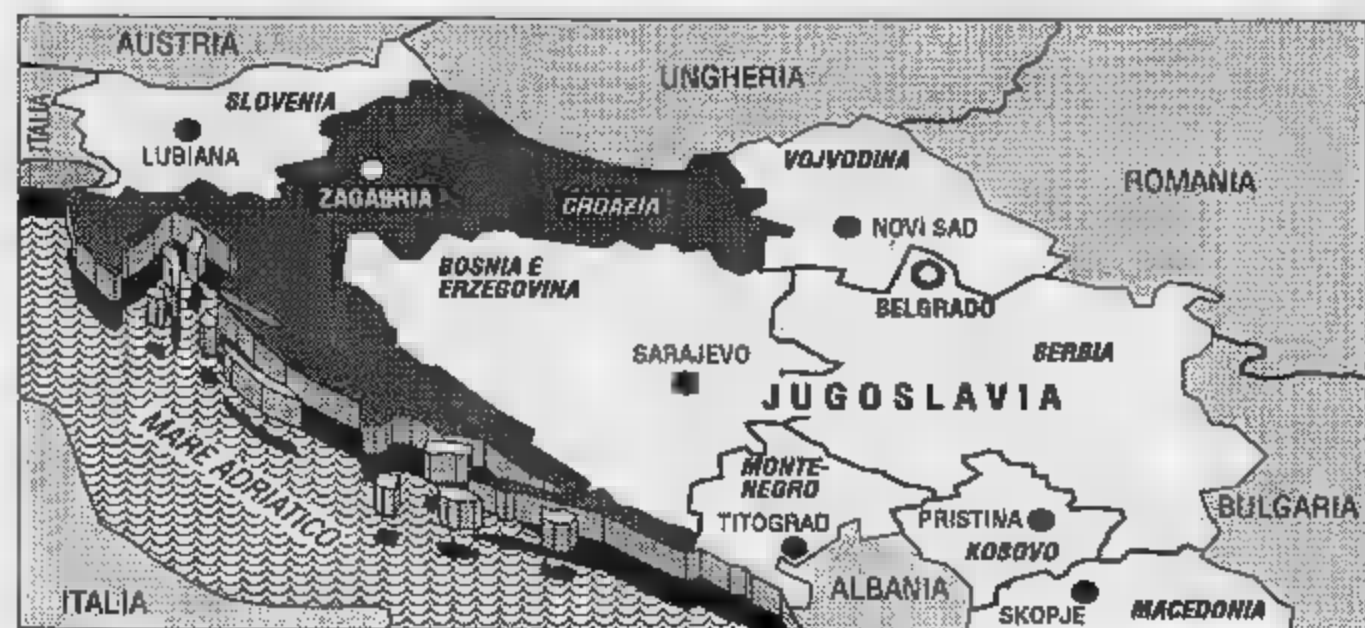 AUSTRIA
UNGHERIA
ITALIA
SLOVENIA
LUBIANA
ZAGABRIA
CROAZIA
VOJVODINA
ROMANIA
NOVI SAD
BOSNIA E
ERZEGOVINA
BELGRADO
SARAJEVO
SERBIA
JUGOSLAVIA
MARE ADRIATICO
MONTE-
NEGRO
TITOGRAD
PRISTINA
KOSOVO
BULGARIA
ITALIA
ALBANIA
SKOPJE
MACEDONIA